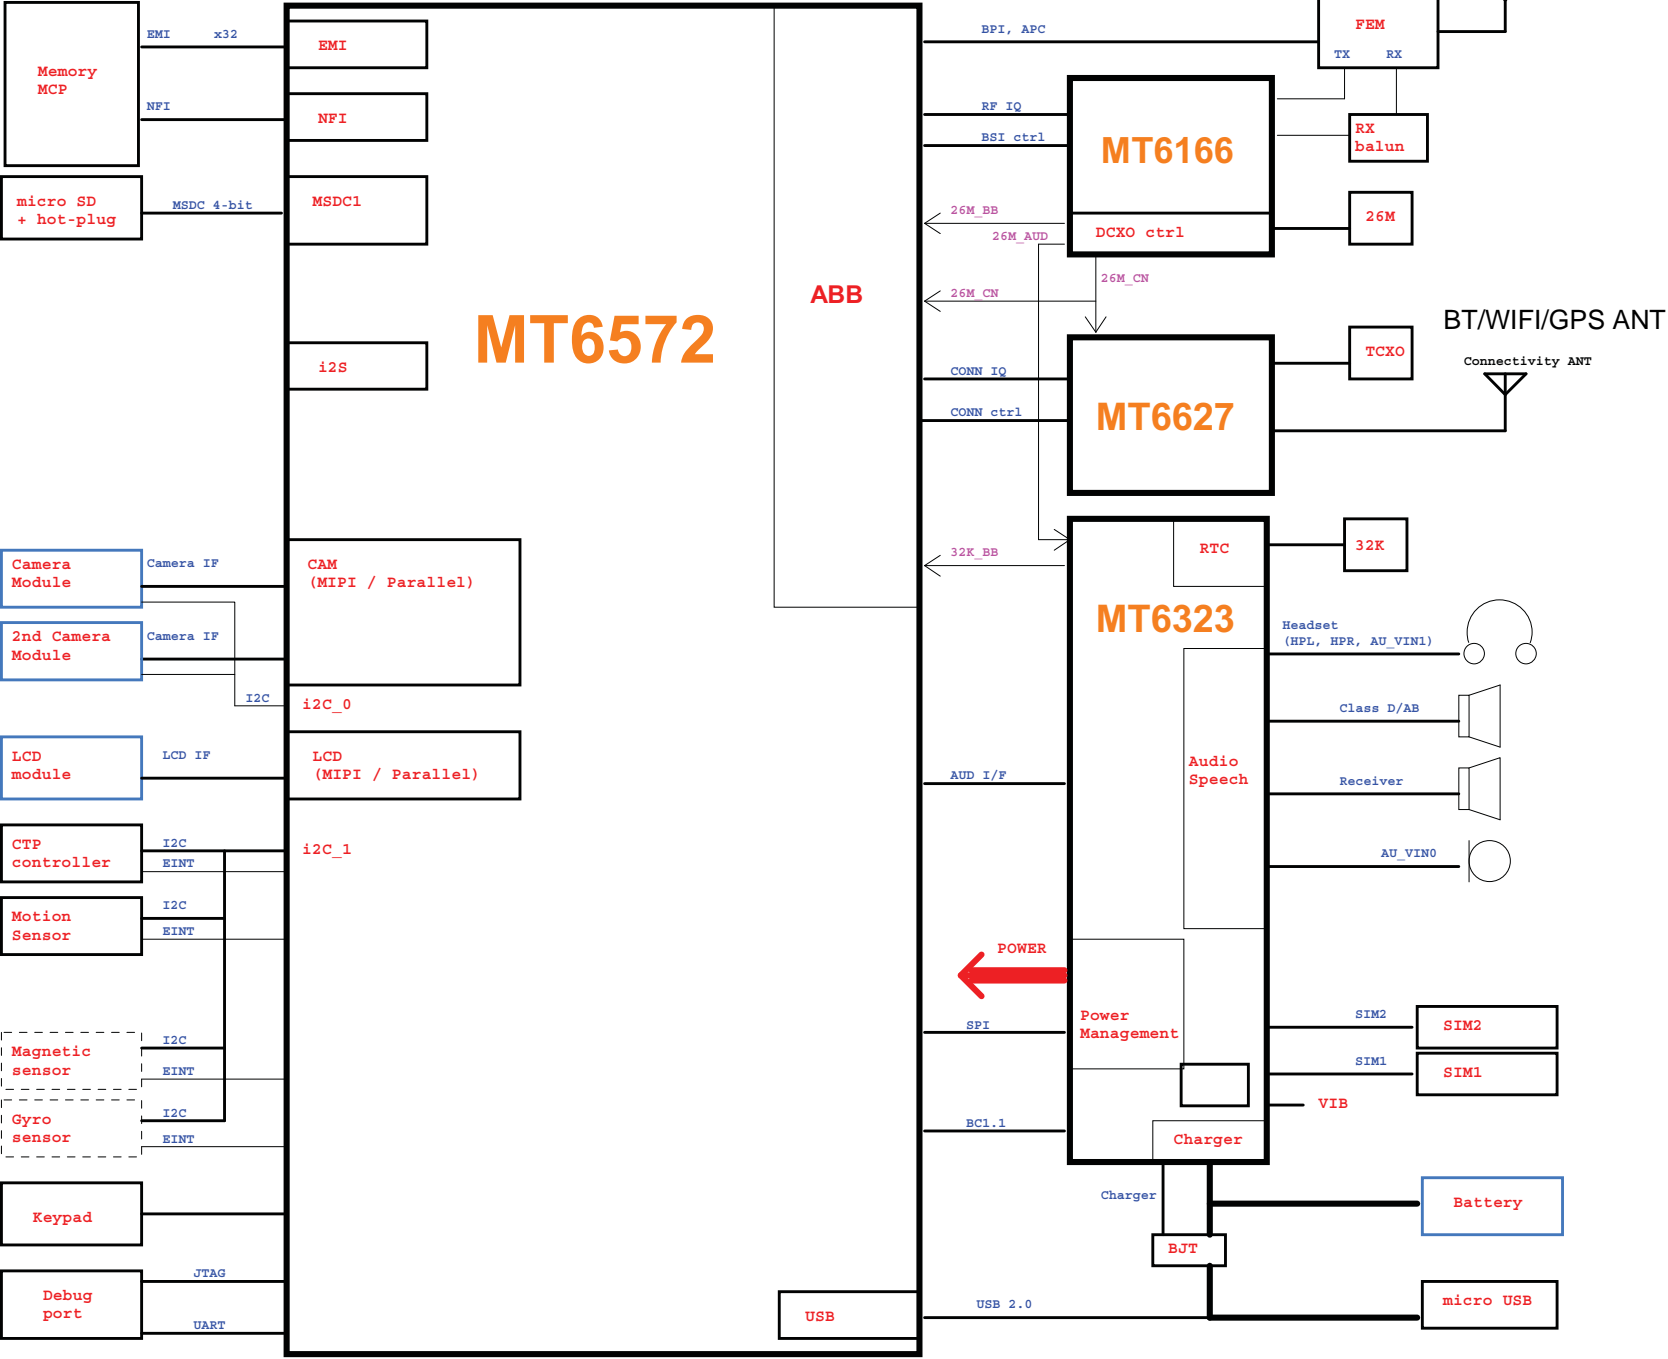 Memory
MCP
EMI x32
NFI
EMI
NFI
micro SD
+ hot-plug
MSDC 4-bit
MSDC1
i2S
MT6572
ABB
BPI, APC
FEM
TX RX
RF IQ
BSI ctrl
MT6166
RX
balun
26M_BB
26M_AUD
DCXO ctrl
26M
26M_CN
26M_CN
BT/WIFI/GPS ANT
Connectivity ANT
TCXO
CONN IQ
CONN ctrl
MT6627
Camera
Module
Camera IF
2nd Camera
Module
Camera IF
I2C
CAM
(MIPI / Parallel)
i2C_0
LCD
module
LCD IF
LCD
(MIPI / Parallel)
CTP
controller
I2C
EINT
i2C_1
Motion
Sensor
I2C
EINT
Magnetic
sensor
I2C
EINT
Gyro
sensor
I2C
EINT
Keypad
Debug
port
JTAG
UART
32K_BB
RTC
32K
MT6323
Headset
(HPL, HPR, AU_VIN1)
Class D/AB
Audio
Speech
Receiver
AUD I/F
AU_VIN0
POWER
SPI
Power
Management
SIM2
SIM2
SIM1
SIM1
VIB
BC1.1
Charger
Charger
Battery
BJT
USB
USB 2.0
micro USB